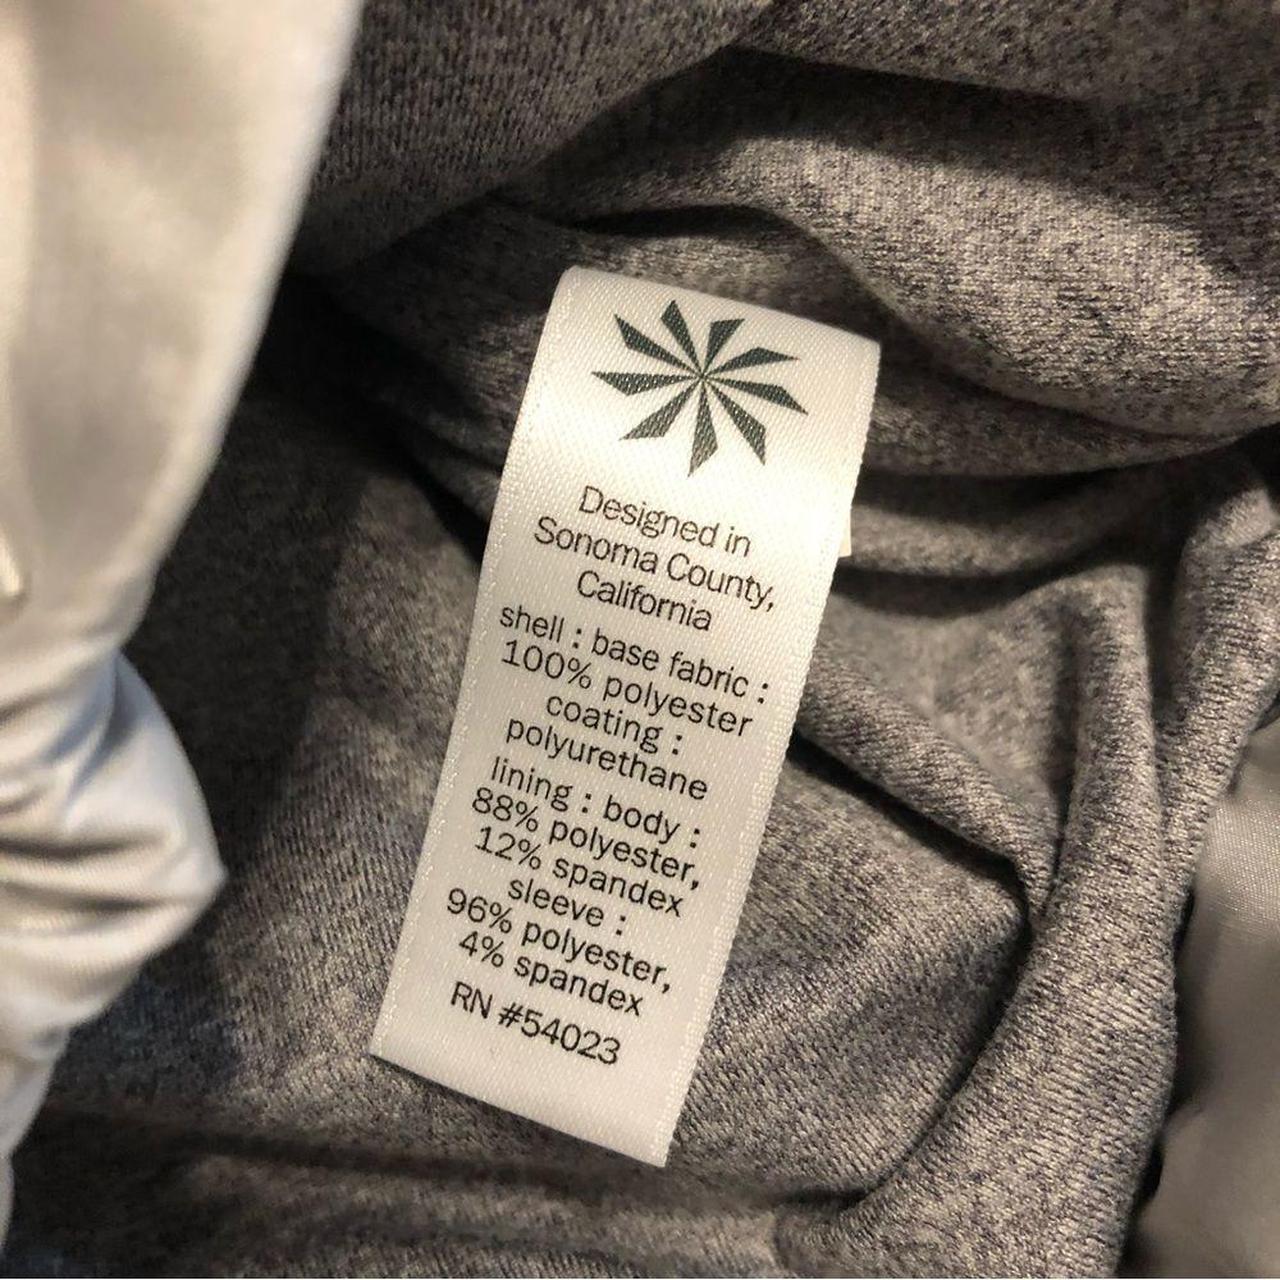 Designed in
Sonoma County,
California
shell : base fabric :
100% polyester
coating :
polyurethane
lining : body :
88% polyester,
12% spandex
sleeve :
96% polyester,
4% spandex
RN #54023